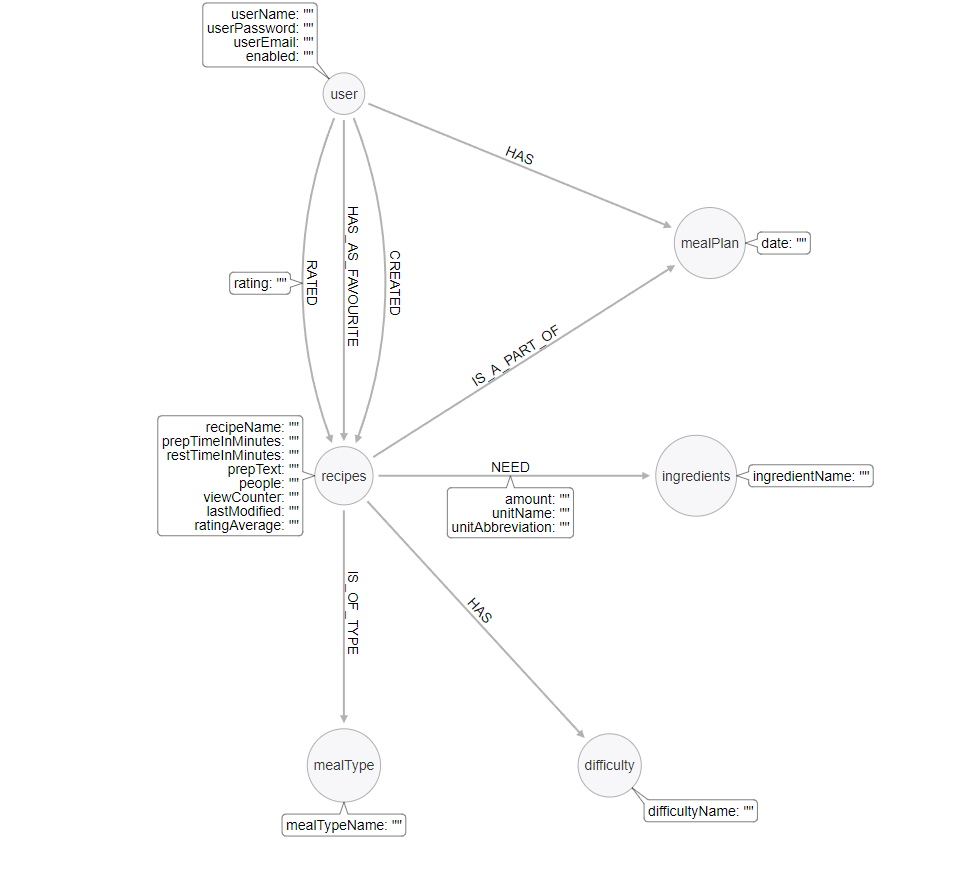 userName: ""
userPassword: ""
userEmail: ""
enabled: ""
user
HAS
mealPlan
date: ""
HAS_AS_FAVOURITE
CREATED
RATED
rating: ""
IS_A_PART_OF
recipeName: ""
prepTimeInMinutes: ""
restTimeInMinutes: ""
prepText: ""
people: ""
viewCounter: ""
lastModified: ""
ratingAverage: ""
recipes
NEED
amount: ""
unitName: ""
unitAbbreviation: ""
ingredients
ingredientName: ""
IS_OF_TYPE
HAS
mealType
mealTypeName: ""
difficulty
difficultyName: ""